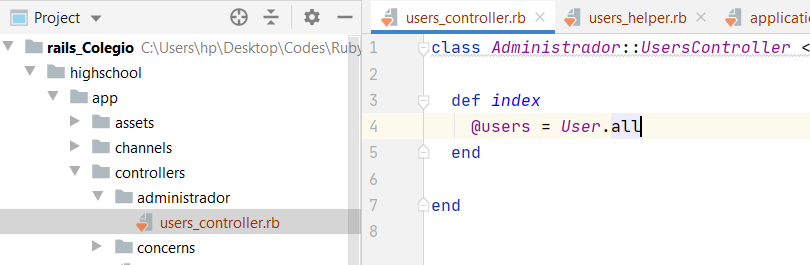 Project
rails_Colegio C:\Users\hp\Desktop\Codes\Ruby
highschool
app
assets
channels
controllers
administrador
users_controller.rb
concerns
users_controller.rb users_helper.rb application
1 class Administrador::UsersController <
2
3 def index
4 @users = User.all
5 end
6
7 end
8